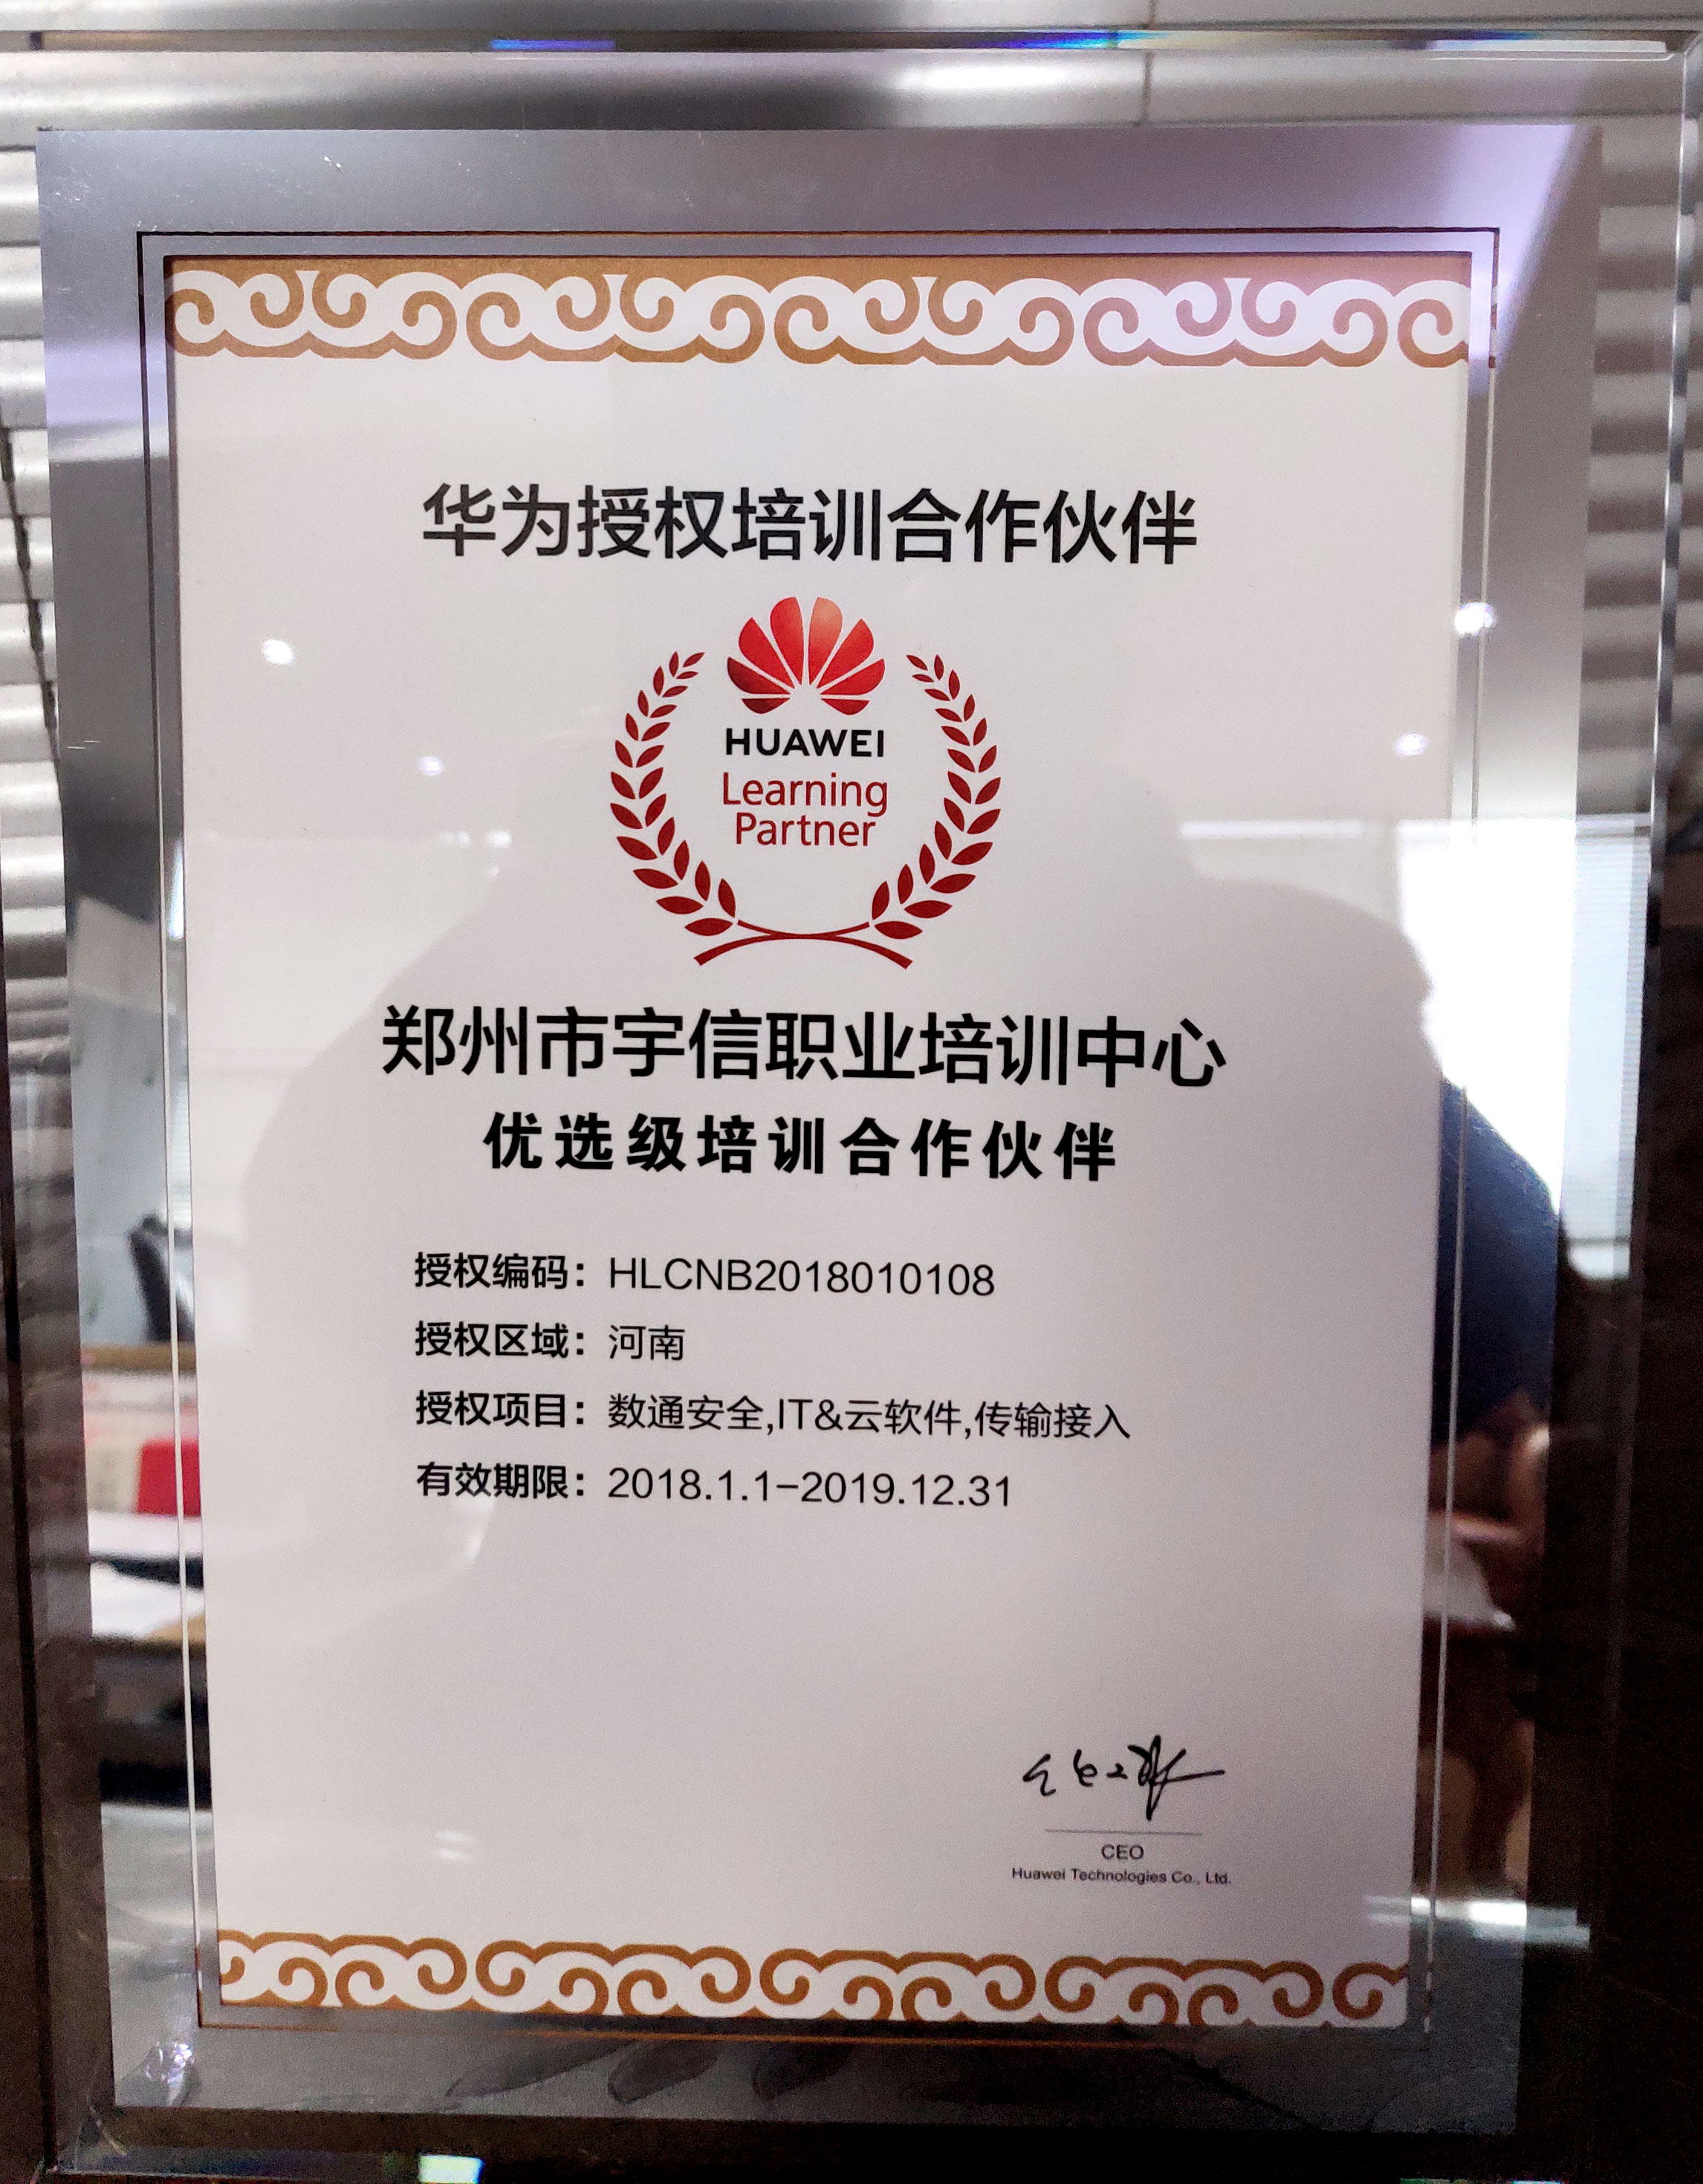 华为授权培训合作伙伴
HUAWEI
Learning
Partner
郑州市宇信职业培训中心
优选级培训合作伙伴
授权编码：HLCNB2018010108
授权区域：河南
授权项目：数通安全,IT&云软件,传输接入
有效期限：2018.1.1-2019.12.31
CEO
Huawei Technologies Co., Ltd.